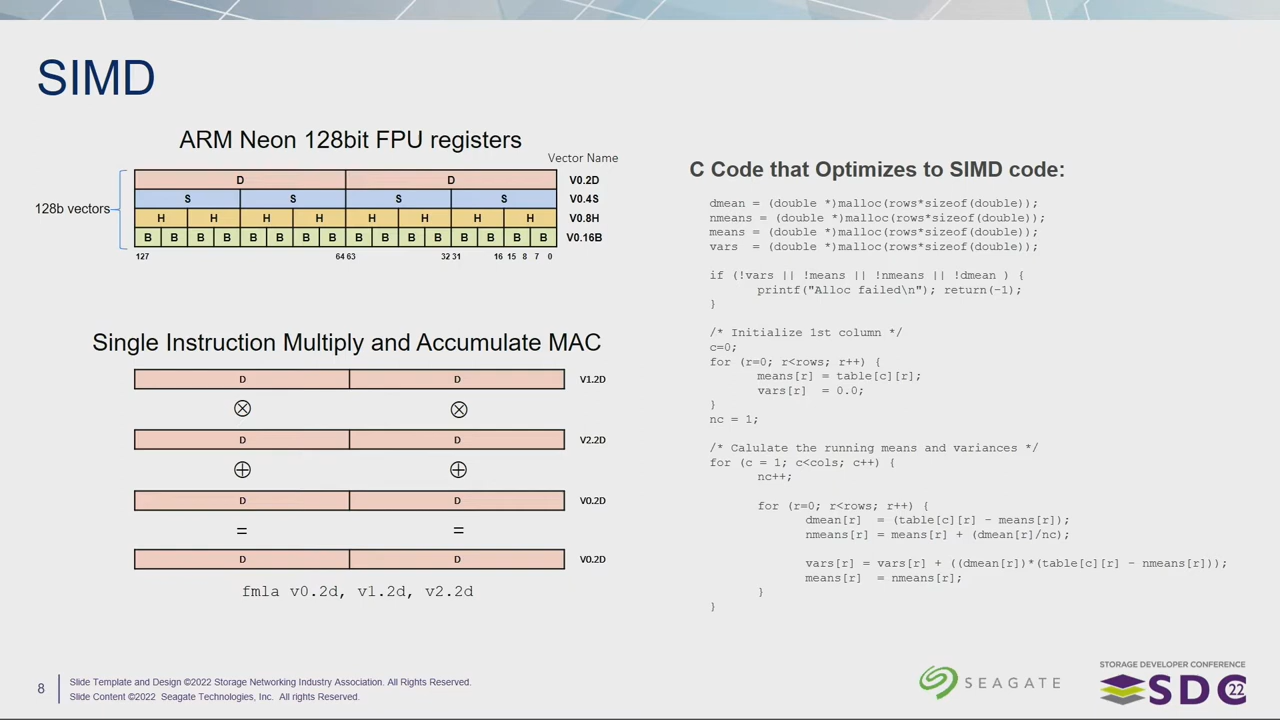 SIMD
ARM Neon 128bit FPU registers
Vector Name
128b vectors
D D V0.2D
S S S S V0.4S
H H H H H H H H V0.8H
B B B B B B B B B B B B B B B B V0.16B
127 64 63 32 31 16 15 8 7 0
Single Instruction Multiply and Accumulate MAC
D D V1.2D
⊗ ⊗
D D V2.2D
⊕ ⊕
D D V0.2D
= =
D D V0.2D
fmla v0.2d, v1.2d, v2.2d
C Code that Optimizes to SIMD code:
dmean = (double *)malloc(rows*sizeof(double));
nmeans = (double *)malloc(rows*sizeof(double));
means = (double *)malloc(rows*sizeof(double));
vars  = (double *)malloc(rows*sizeof(double));
if (!vars || !means || !nmeans || !dmean ) {
printf("Alloc failed\n"); return(-1);
}
/* Initialize 1st column */
c=0;
for (r=0; r<rows; r++) {
means[r] = table[c][r];
vars[r]  = 0.0;
}
nc = 1;
/* Calulate the running means and variances */
for (c = 1; c<cols; c++) {
nc++;
for (r=0; r<rows; r++) {
dmean[r]  = (table[c][r] - means[r]);
nmeans[r] = means[r] + (dmean[r]/nc);
vars[r] = vars[r] + ((dmean[r])*(table[c][r] - nmeans[r]));
means[r]  = nmeans[r];
}
}
8
Slide Template and Design ©2022 Storage Networking Industry Association. All Rights Reserved.
Slide Content ©2022  Seagate Technologies, Inc.  All rights Reserved.
SEAGATE
STORAGE DEVELOPER CONFERENCE
SDC 22